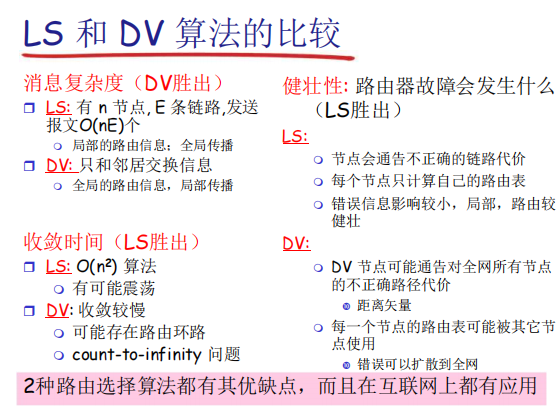 LS 和 DV 算法的比较
消息复杂度（DV胜出）
LS: 有 n 节点, E 条链路,发送
报文O(nE)个
局部的路由信息；全局传播
DV: 只和邻居交换信息
全局的路由信息，局部传播
收敛时间（LS胜出）
LS: O(n²) 算法
有可能震荡
DV: 收敛较慢
可能存在路由环路
count-to-infinity 问题
健壮性: 路由器故障会发生什么
（LS胜出）
LS:
节点会通告不正确的链路代价
每个节点只计算自己的路由表
错误信息影响较小，局部，路由较
健壮
DV:
DV 节点可能通告对全网所有节点
的不正确路径代价
距离矢量
每一个节点的路由表可能被其它节
点使用
错误可以扩散到全网
2种路由选择算法都有其优缺点，而且在互联网上都有应用